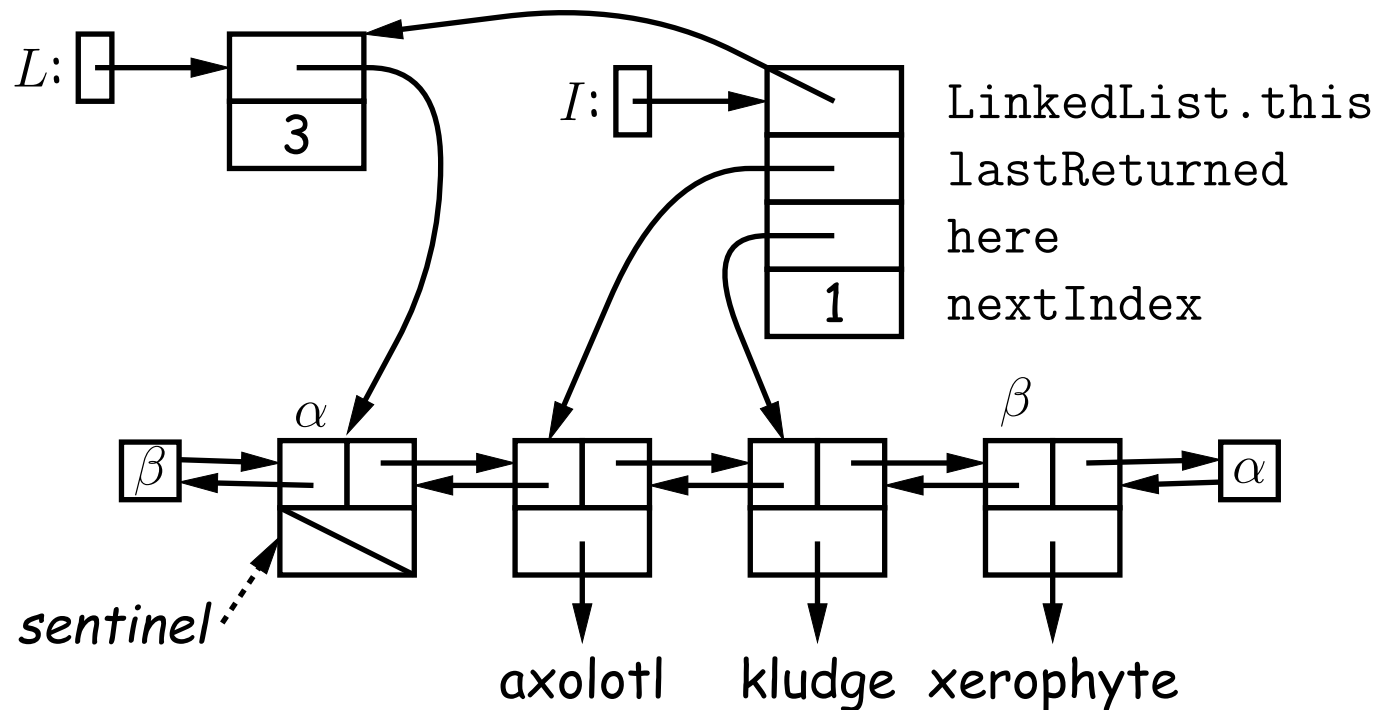 L:
3
I:
LinkedList.this
lastReturned
here
1
nextIndex
α
β
β
α
sentinel
axolotl kludge xerophyte